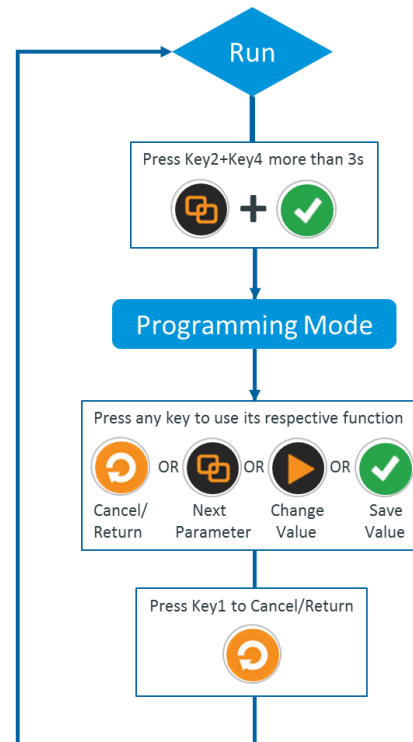 Run
Press Key2+Key4 more than 3s
+
Programming Mode
Press any key to use its respective function
OR OR OR
Cancel/ Next Change Save
Return Parameter Value Value
Press Key1 to Cancel/Return